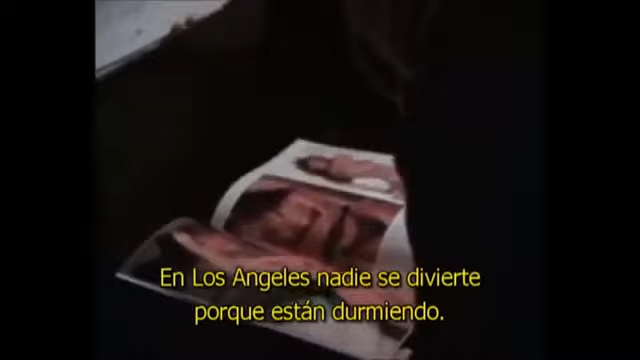 En Los Angeles nadie se divierte
porque están durmiendo.